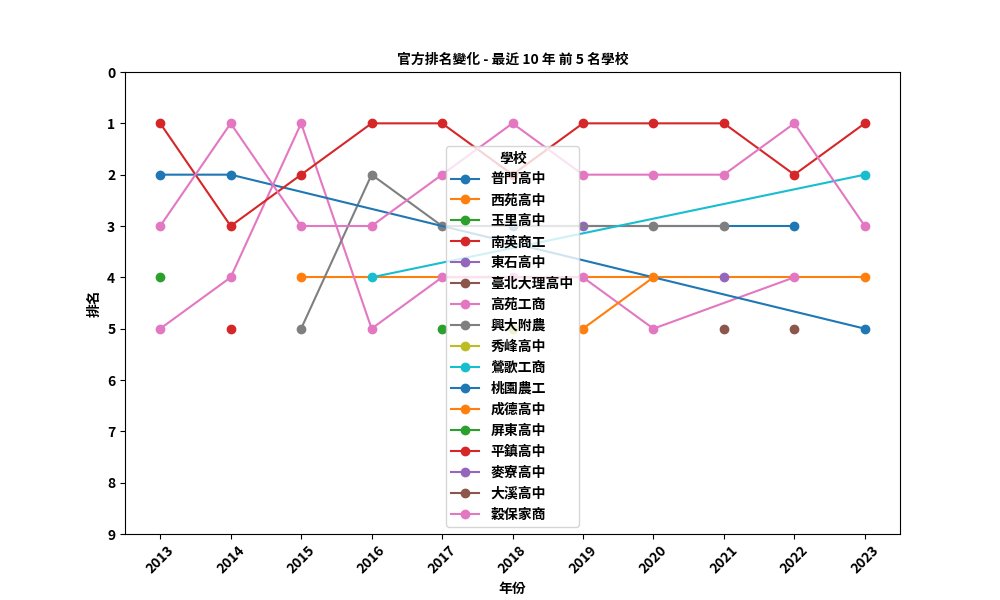 官方排名變化 - 最近 10 年 前 5 名學校
0
1
2
3
4
5
6
7
8
9
排名
學校
普門高中
西苑高中
玉里高中
南英商工
東石高中
臺北大理高中
高苑工商
興大附農
秀峰高中
鶯歌工商
桃園農工
成德高中
屏東高中
平鎮高中
麥寮高中
大溪高中
穀保家商
2013 2014 2015 2016 2017 2018 2019 2020 2021 2022 2023
年份